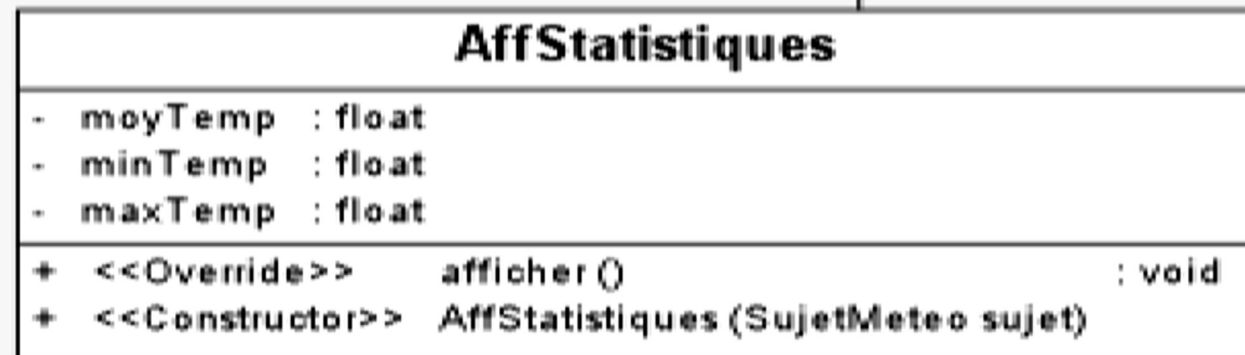 AffStatistiques
- moyTemp : float
- minTemp : float
- maxTemp : float
+ <<Override>> afficher () : void
+ <<Constructor>> AffStatistiques (SujetMeteo sujet)